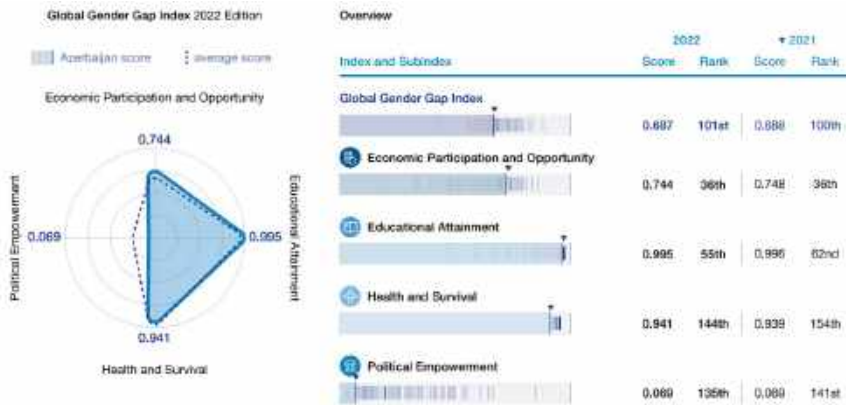 Global Gender Gap Index 2022 Edition
Azerbaijan score
average score
Economic Participation and Opportunity
0.744
Political Empowerment
0.069
0.995
Educational Attainment
0.941
Health and Survival
Overview
2022 ▾ 2021
Index and Subindex Score Rank Score Rank
Global Gender Gap Index
0.687 101st 0.688 100th
Economic Participation and Opportunity
0.744 36th 0.748 36th
Educational Attainment
0.995 55th 0.996 62nd
Health and Survival
0.941 144th 0.939 154th
Political Empowerment
0.069 135th 0.069 141st